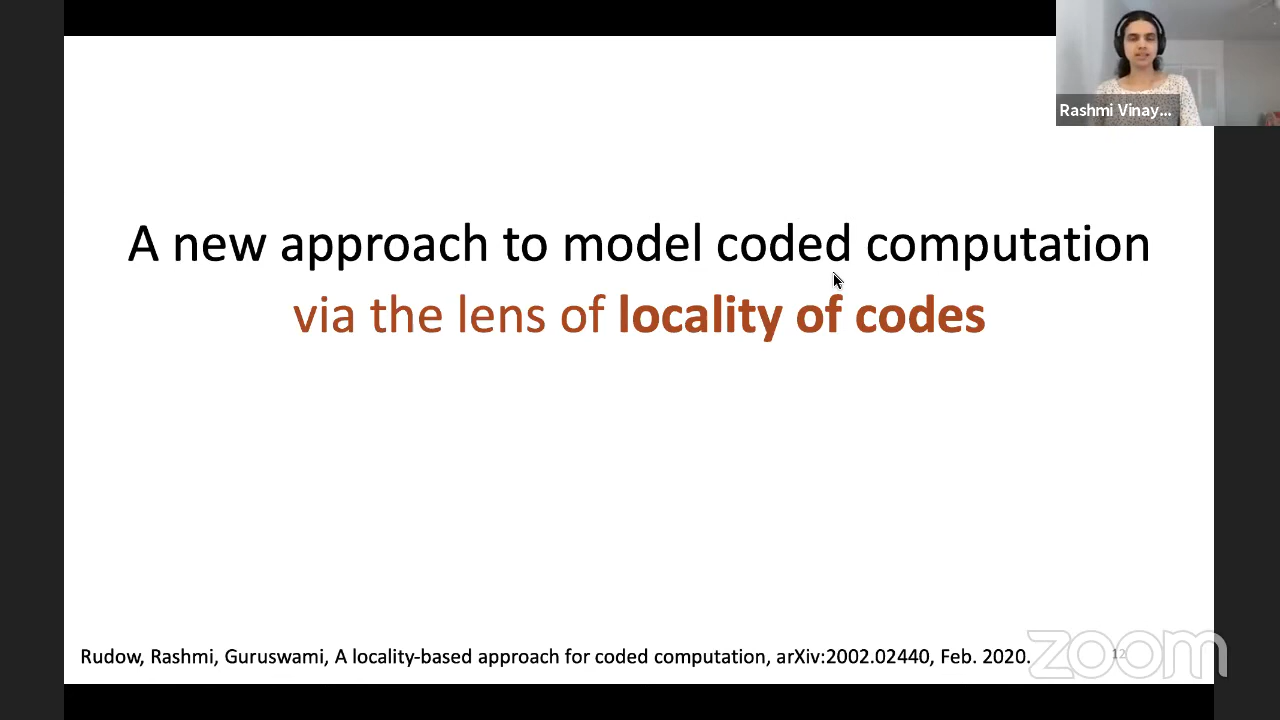 Rashmi Vinay...
A new approach to model coded computation
via the lens of locality of codes
Rudow, Rashmi, Guruswami, A locality-based approach for coded computation, arXiv:2002.02440, Feb. 2020.
12
zoom